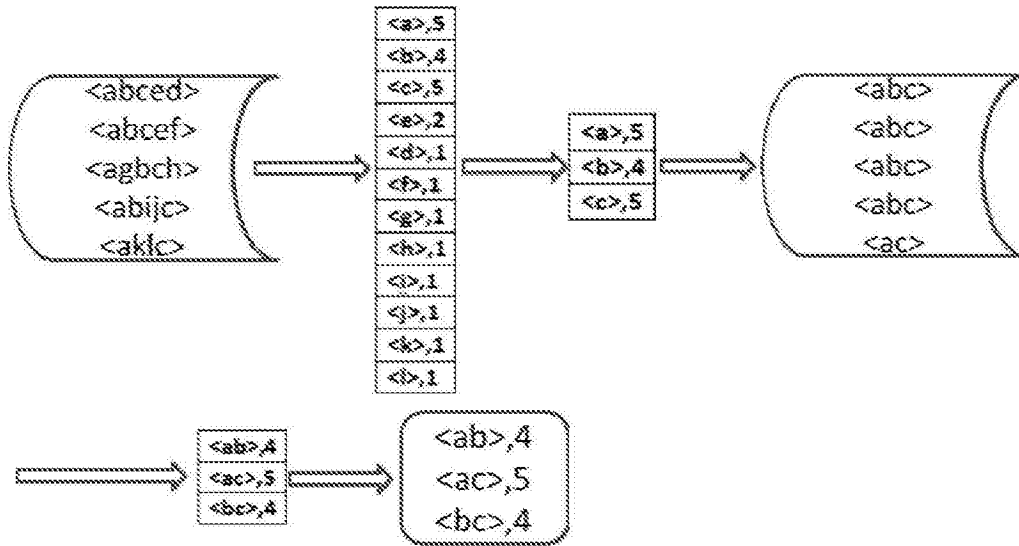 <abced>
<abcef>
<agbch>
<abijc>
<aklc>
<a>,5
<b>,4
<c>,5
<e>,2
<d>,1
<f>,1
<g>,1
<h>,1
<i>,1
<j>,1
<k>,1
<l>,1
<a>,5
<b>,4
<c>,5
<abc>
<abc>
<abc>
<abc>
<ac>
<ab>,4
<ac>,5
<bc>,4
<ab>,4
<ac>,5
<bc>,4